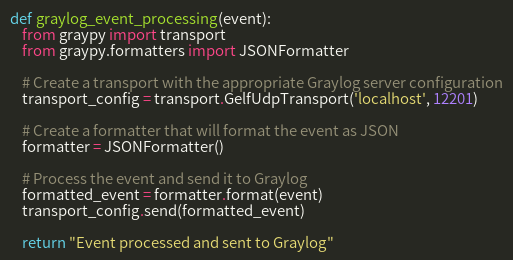 def graylog_event_processing(event):
from graypy import transport
from graypy.formatters import JSONFormatter
# Create a transport with the appropriate Graylog server configuration
transport_config = transport.GelfUdpTransport('localhost', 12201)
# Create a formatter that will format the event as JSON
formatter = JSONFormatter()
# Process the event and send it to Graylog
formatted_event = formatter.format(event)
transport_config.send(formatted_event)
return "Event processed and sent to Graylog"